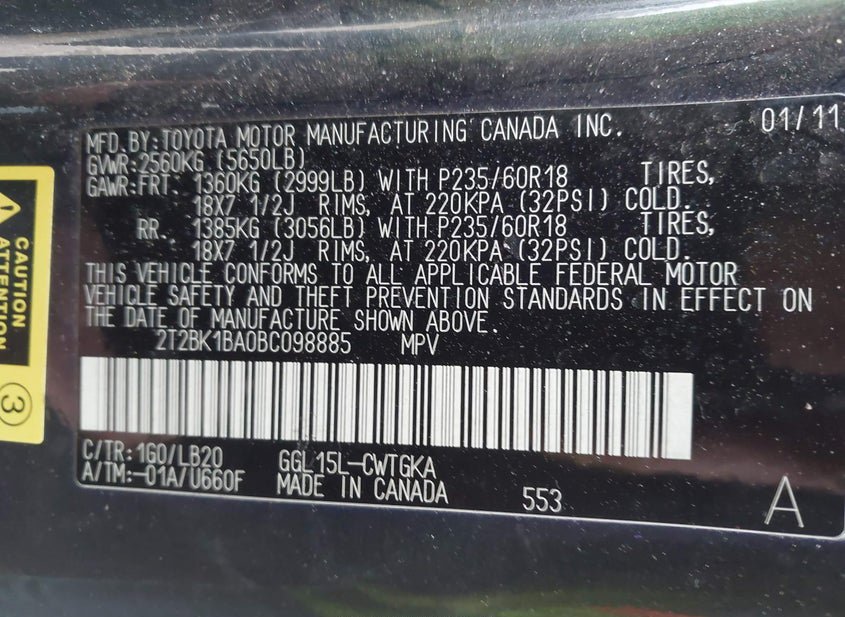 MFD.BY:TOYOTA MOTOR MANUFACTURING CANADA INC. 01/11
GVWR:2560KG (5650LB)
GAWR:FRT. 1360KG (2999LB) WITH P235/60R18 TIRES,
18X7 1/2J RIMS, AT 220KPA (32PSI) COLD.
RR. 1385KG (3056LB) WITH P235/60R18 TIRES,
18X7 1/2J RIMS, AT 220KPA (32PSI) COLD.
THIS VEHICLE CONFORMS TO ALL APPLICABLE FEDERAL MOTOR
VEHICLE SAFETY AND THEFT PREVENTION STANDARDS IN EFFECT ON
THE DATE OF MANUFACTURE SHOWN ABOVE.
2T2BK1BA0BC098885 MPV
C/TR:1G0/LB20 GGL15L-CWTGKA
A/TM:-01A/U660F MADE IN CANADA 553 A
CAUTION
ATTENTION
3